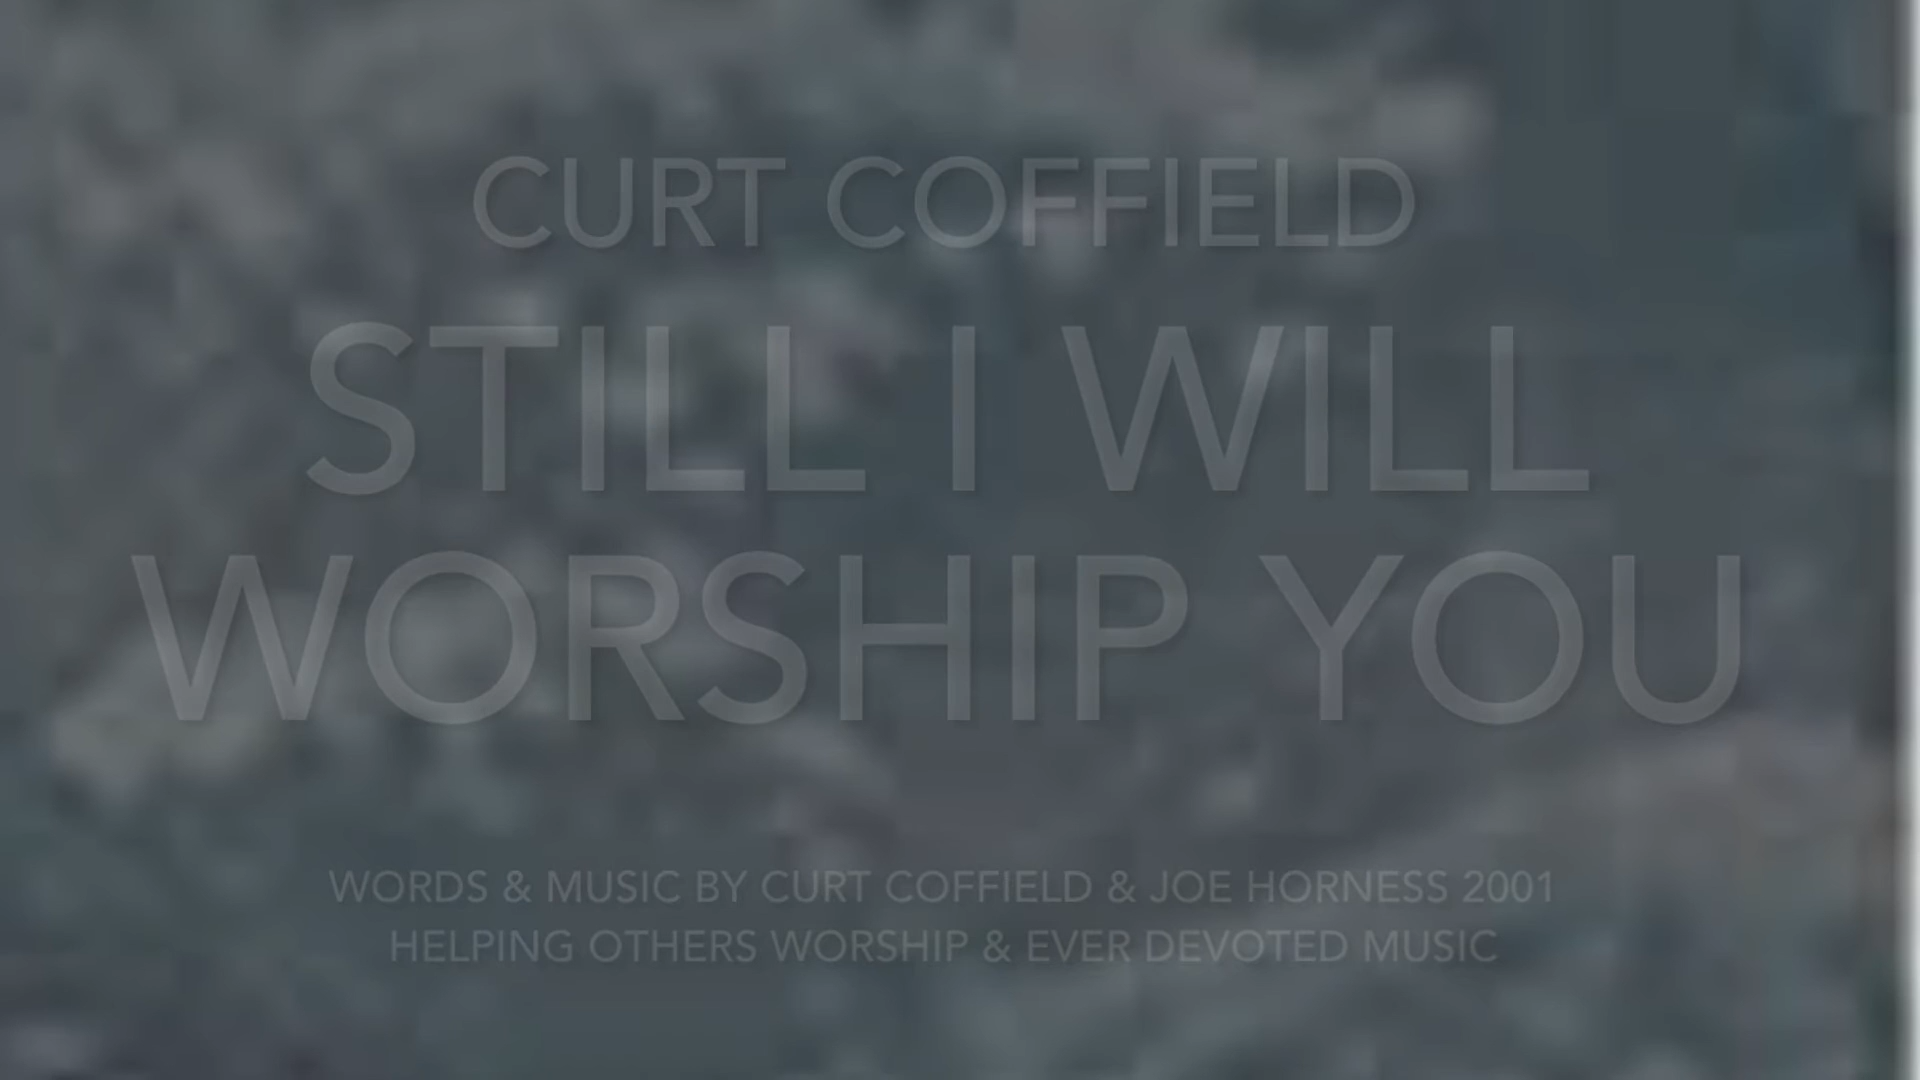 CURT COFFIELD
STILL I WILL
WORSHIP YOU
WORDS & MUSIC BY CURT COFFIELD & JOE HORNESS 2001
HELPING OTHERS WORSHIP & EVER DEVOTED MUSIC